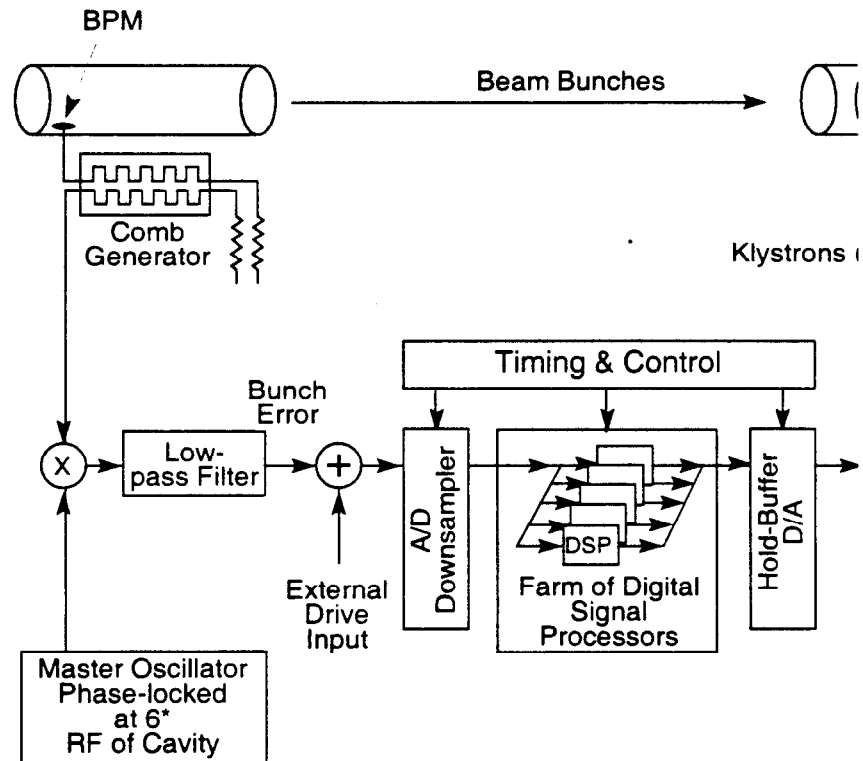 BPM
Beam Bunches
Comb
Generator
Klystrons
Timing & Control
Bunch
Error
Low-
pass Filter
X
+
A/D
Downsampler
DSP
Farm of Digital
Signal
Processors
Hold-Buffer
D/A
External
Drive
Input
Master Oscillator
Phase-locked
at 6*
RF of Cavity